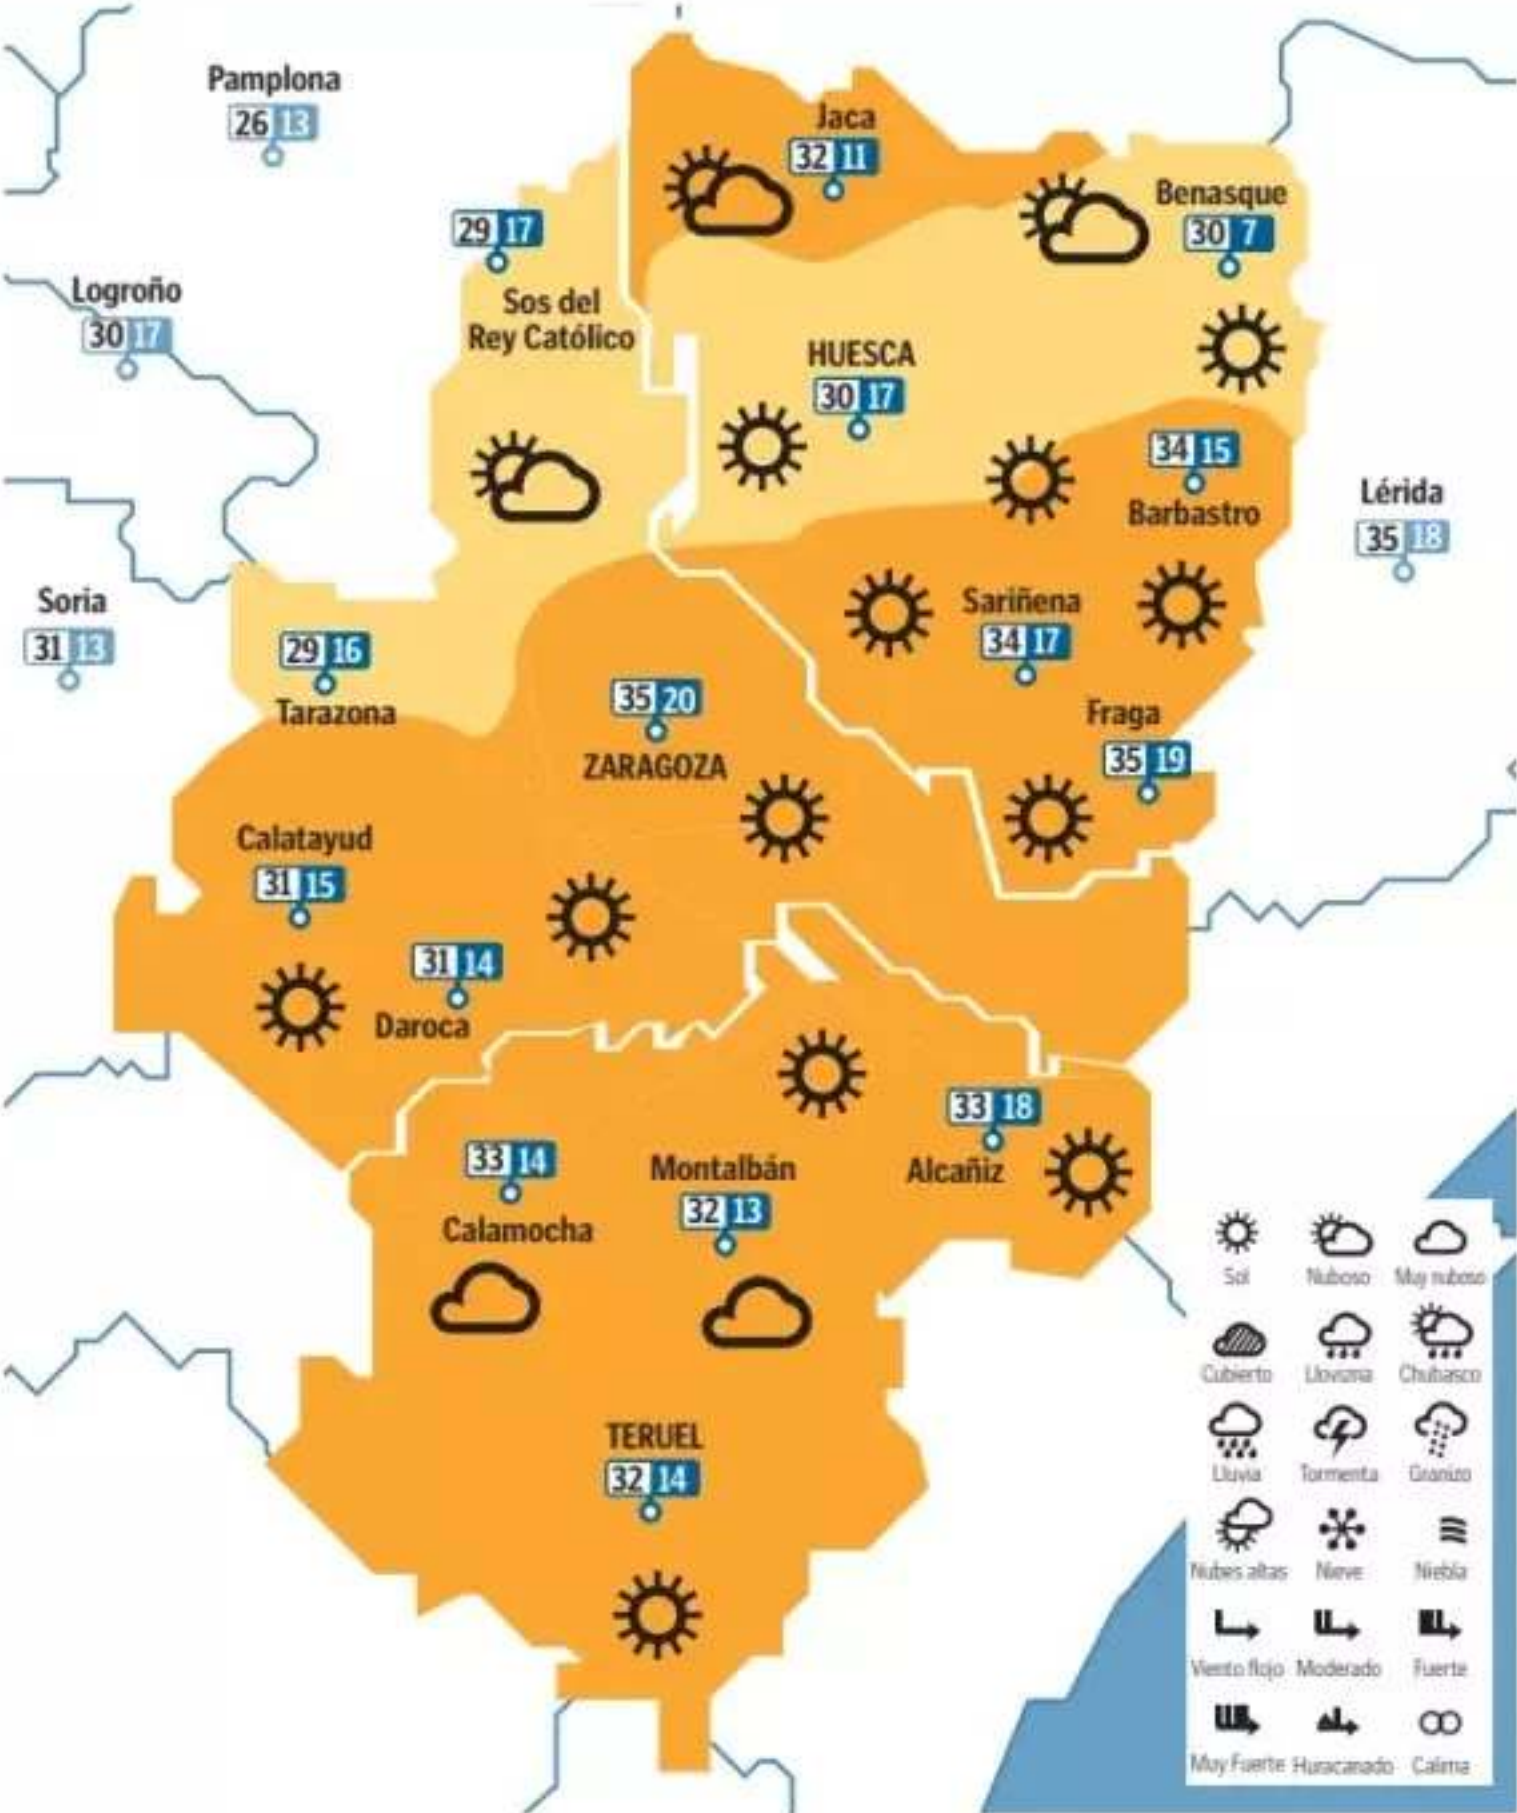 Pamplona
26 13
Jaca
32 11
Benasque
30 7
29 17
Sos del
Rey Católico
Logroño
30 17
HUESCA
30 17
34 15
Barbastro
Lérida
35 18
Soria
31 13
Sariñena
34 17
29 16
Tarazona
35 20
ZARAGOZA
Fraga
35 19
Calatayud
31 15
31 14
Daroca
33 18
Alcañiz
33 14
Calamocha
Montalbán
32 13
TERUEL
32 14
Sol Nuboso Muy nuboso
Cubierto Llovizna Chubasco
Lluvia Tormenta Granizo
Nubes altas Nieve Niebla
Viento flojo Moderado Fuerte
Muy Fuerte Huracanado Calima